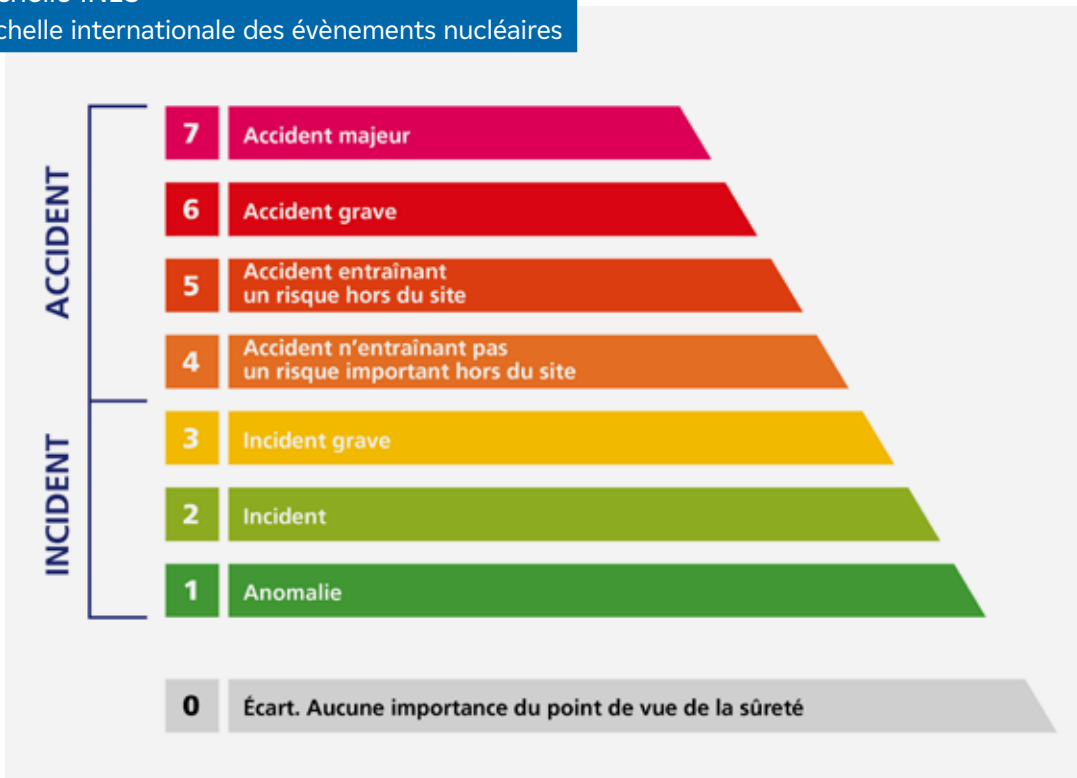 chelle internationale des évènements nucléaires
ACCIDENT
7 Accident majeur
6 Accident grave
5 Accident entraînant
un risque hors du site
4 Accident n'entraînant pas
un risque important hors du site
INCIDENT
3 Incident grave
2 Incident
1 Anomalie
0 Écart. Aucune importance du point de vue de la sûreté